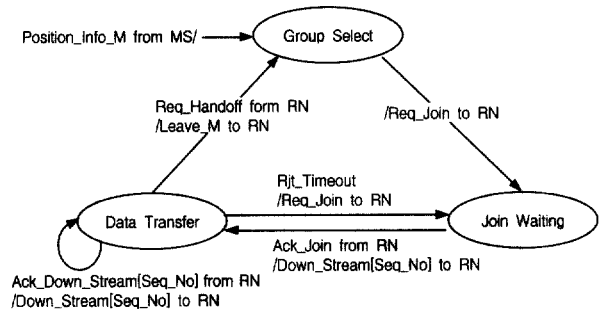 Position_info_M from MS/
Group Select
Req_Handoff form RN
/Leave_M to RN
/Req_Join to RN
Rjt_Timeout
/Req_Join to RN
Data Transfer
Join Waiting
Ack_Join from RN
/Down_Stream[Seq_No] to RN
Ack_Down_Stream[Seq_No] from RN
/Down_Stream[Seq_No] to RN